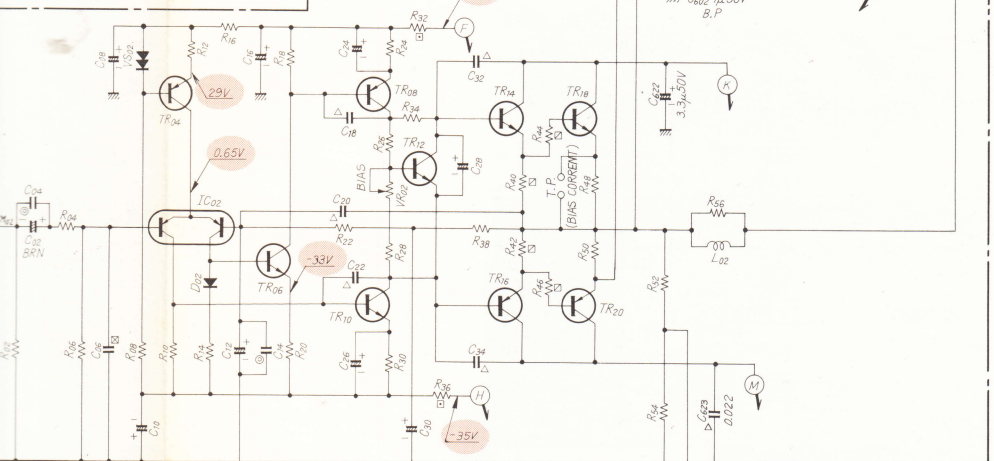 B.P
R32
F
R16
C08
VS02
R12
C16
R18
C24
R24
C32
K
C622
3.3µ50V
29V
TR04
TR08
C18
R34
TR14
TR18
R26
TR12
C28
R44
0.65V
BIAS
VR02
R40
T.P.
(BIAS CORRENT)
R48
C04
C02
BRN
R04
IC02
C20
R22
R38
R56
L02
D02
TR06
-33V
C22
R28
R42
R50
TR10
TR16
R46
TR20
R52
R02
R06
C06
R08
R10
R14
C12
C14
R20
C26
R30
C34
M
R36
H
-35V
C10
C30
R54
C623
0.022